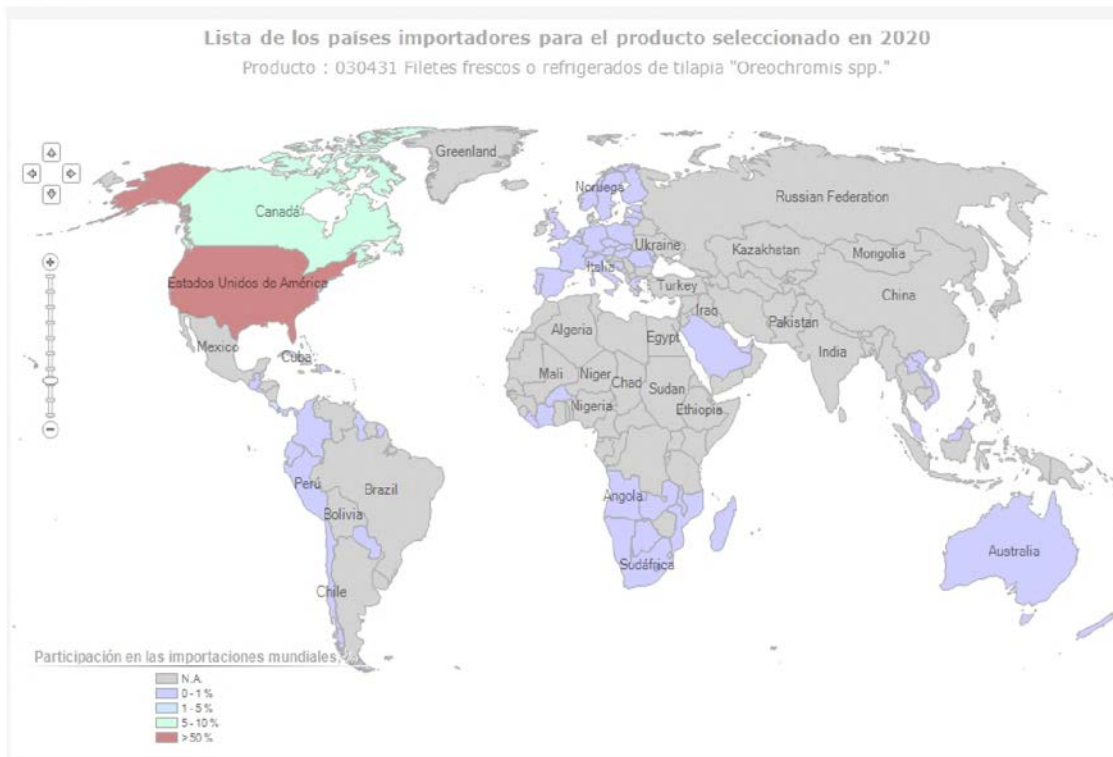 Lista de los países importadores para el producto seleccionado en 2020
Producto : 030431 Filetes frescos o refrigerados de tilapia "Oreochromis spp."
Greenland
Noruega
Russian Federation
Canadá
Ukraine
Kazakhstan
Mongolia
Italia
Estados Unidos de América
Turkey
China
Iraq
Algeria
Egypt
Pakistan
Mexico
India
Cuba
Mali
Niger
Chad
Sudan
Nigeria
Ethiopia
Perú
Brazil
Angola
Bolivia
Australia
Sudáfrica
Chile
Participación en las importaciones mundiales, %
N.A.
0 - 1 %
1 - 5 %
5 - 10 %
>50 %